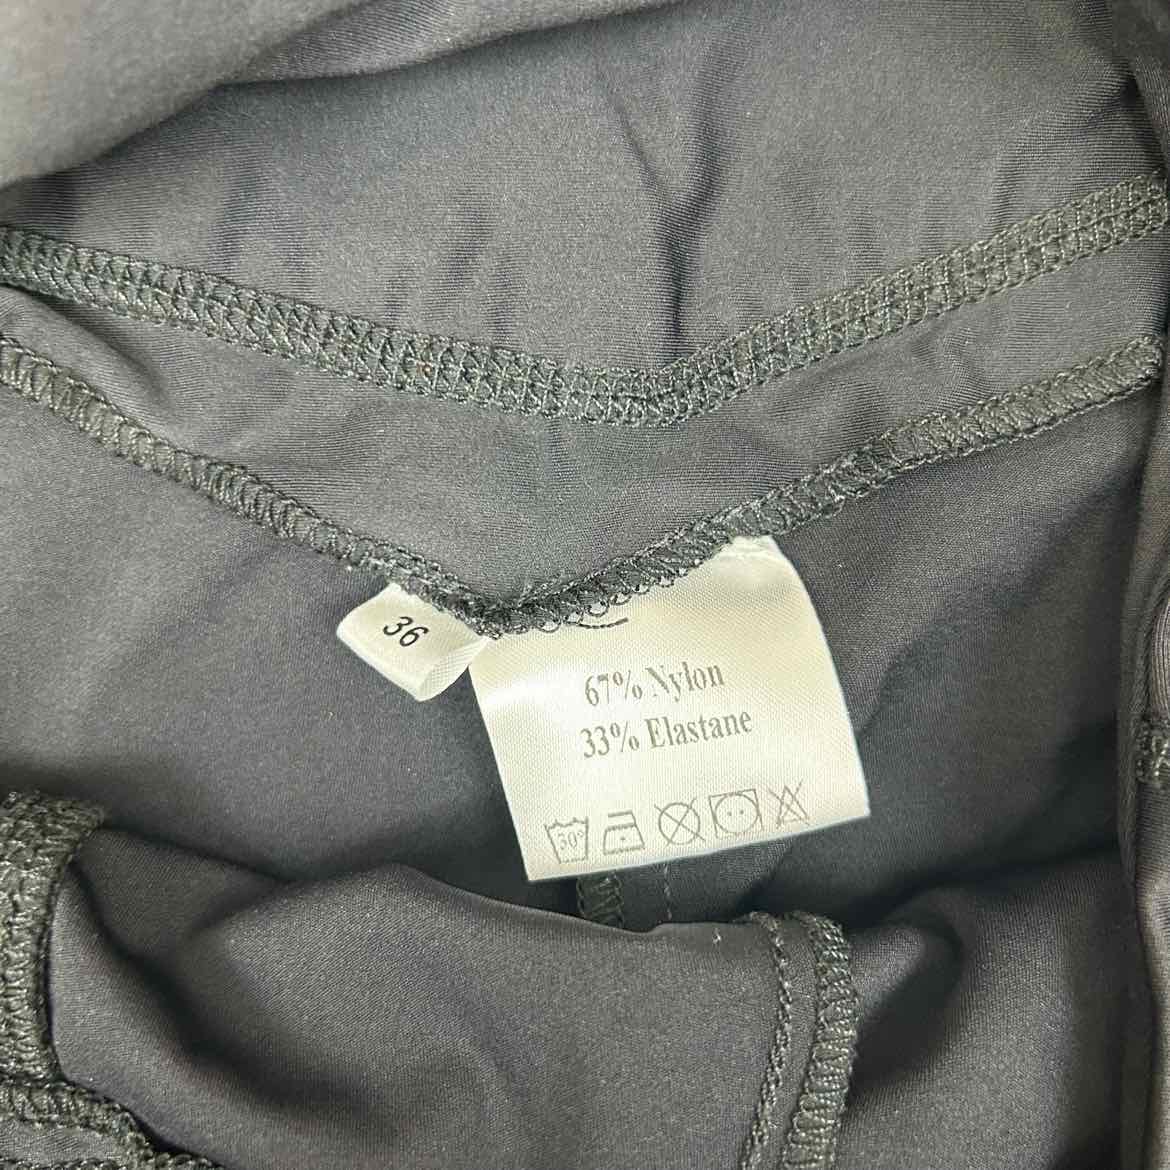 36
67% Nylon
33% Elastane
30°